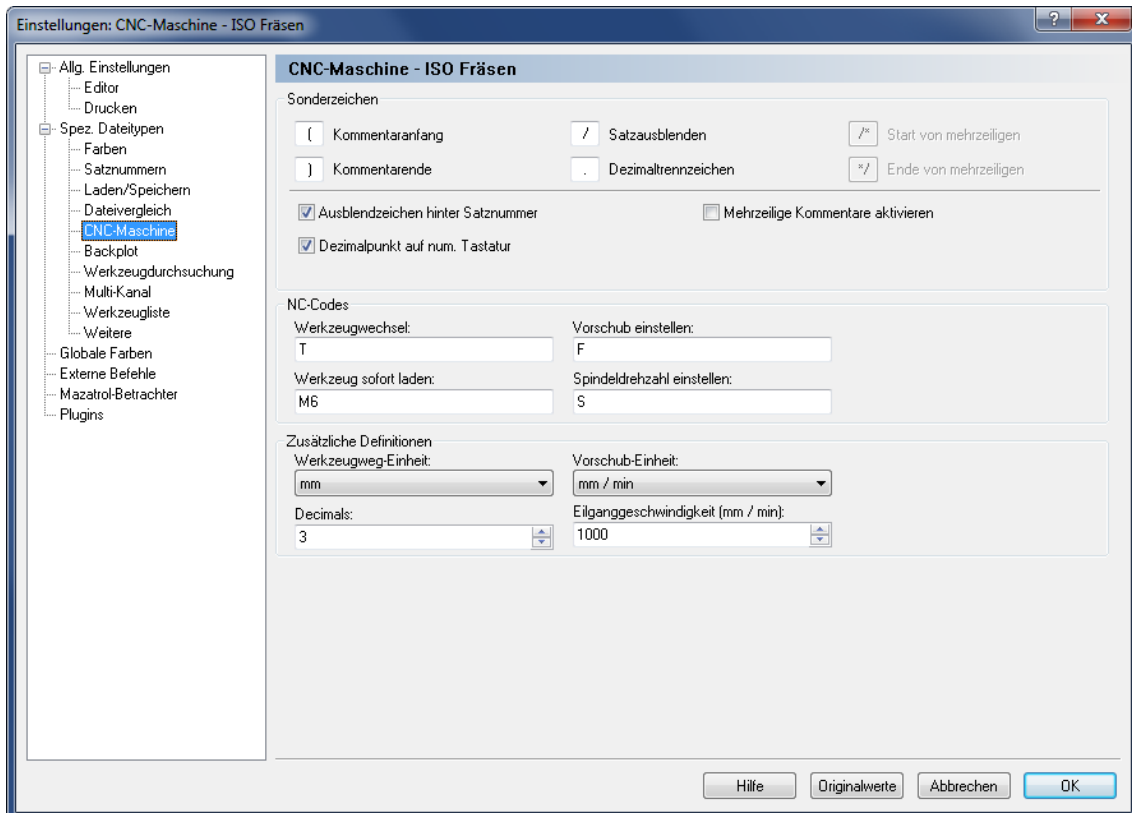 Einstellungen: CNC-Maschine - ISO Fräsen
?
X
Allg. Einstellungen
Editor
Drucken
Spez. Dateitypen
Farben
Satznummern
Laden/Speichern
Dateivergleich
CNC-Maschine
Backplot
Werkzeugdurchsuchung
Multi-Kanal
Werkzeugliste
Weitere
Globale Farben
Externe Befehle
Mazatrol-Betrachter
Plugins
CNC-Maschine - ISO Fräsen
Sonderzeichen
( Kommentaranfang / Satzausblenden /* Start von mehrzeiligen
) Kommentarende . Dezimaltrennzeichen */ Ende von mehrzeiligen
Ausblendzeichen hinter Satznummer Mehrzeilige Kommentare aktivieren
Dezimalpunkt auf num. Tastatur
NC-Codes
Werkzeugwechsel: Vorschub einstellen:
T F
Werkzeug sofort laden: Spindeldrehzahl einstellen:
M6 S
Zusätzliche Definitionen
Werkzeugweg-Einheit: Vorschub-Einheit:
mm mm / min
Decimals: Eilganggeschwindigkeit (mm / min):
3 1000
Hilfe Originalwerte Abbrechen OK